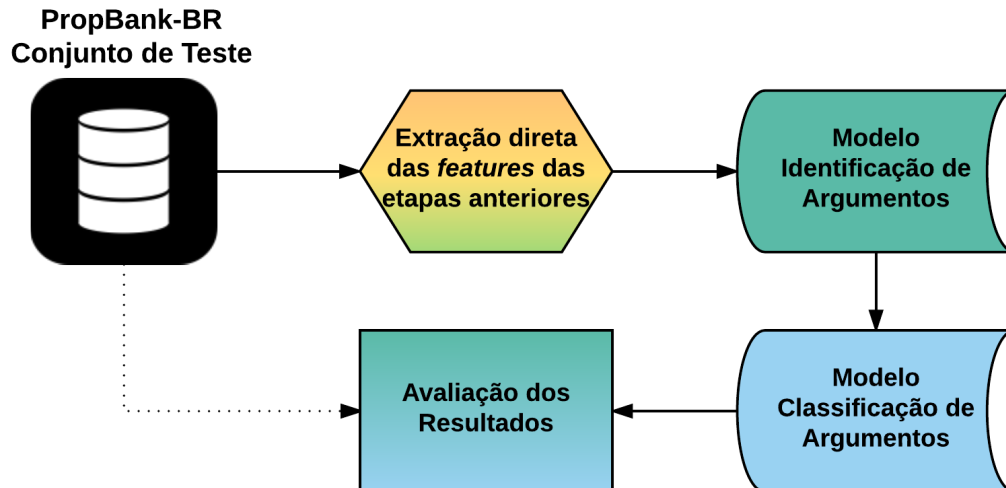 PropBank-BR
Conjunto de Teste
Extração direta
das features das
etapas anteriores
Modelo
Identificação de
Argumentos
Avaliação dos
Resultados
Modelo
Classificação de
Argumentos